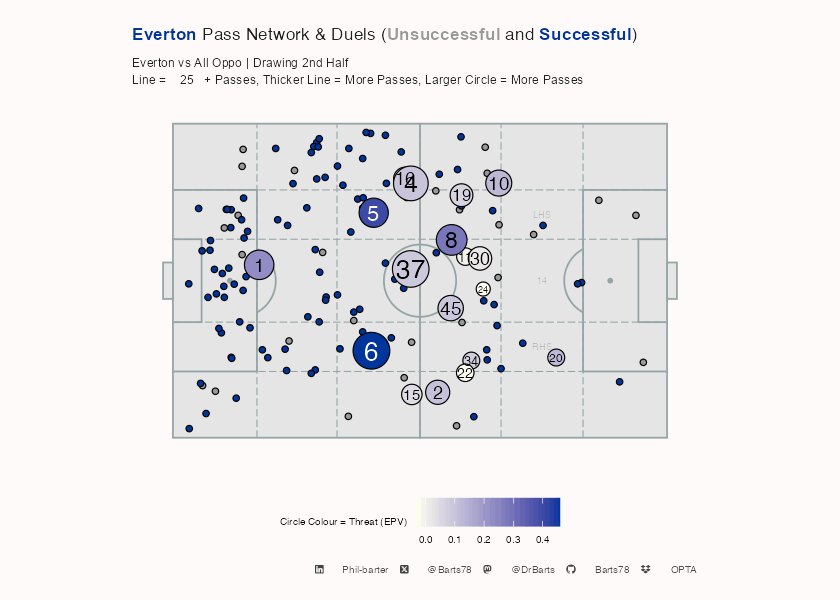 Everton Pass Network & Duels (Unsuccessful and Successful)
Everton vs All Oppo | Drawing 2nd Half
Line = 25 + Passes, Thicker Line = More Passes, Larger Circle = More Passes
4
10
19
5
LHS
8
1
11
30
37
14
24
45
RHS
6
34
20
22
15
2
Circle Colour = Threat (EPV)
0.0 0.1 0.2 0.3 0.4
Phil-barter @Barts78 @DrBarts Barts78 OPTA